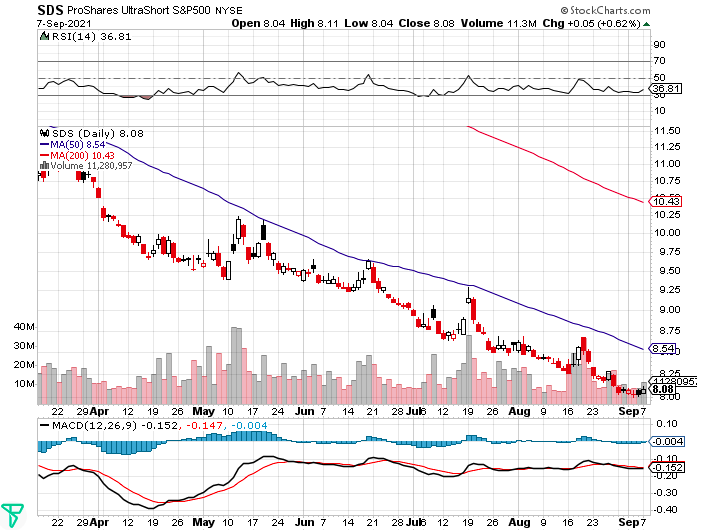 SDS ProShares UltraShort S&P500 NYSE
© StockCharts.com
7-Sep-2021
Open 8.04 High 8.11 Low 8.04 Close 8.08 Volume 11.3M Chg +0.05 (+0.62%)
RSI(14) 36.81
90
70
50
36.81
30
10
SDS (Daily) 8.08
MA(50) 8.54
MA(200) 10.43
Volume 11,280,957
11.50
11.25
11.00
10.75
10.43
10.25
10.00
9.75
9.50
9.25
9.00
8.75
8.54
8.25
8.08
8.00
40M
30M
20M
10M
22 Apr 12 19 26 May 10 17 24 Jun 7 14 21 28 Jul 6 12 19 26 Aug 9 16 23 Sep 7
MACD(12,26,9) -0.152, -0.147, -0.004
0.10
-0.004
-0.10
-0.152
-0.20
-0.30
-0.40
22 Apr 12 19 26 May 10 17 24 Jun 7 14 21 28 Jul 6 12 19 26 Aug 9 16 23 Sep 7